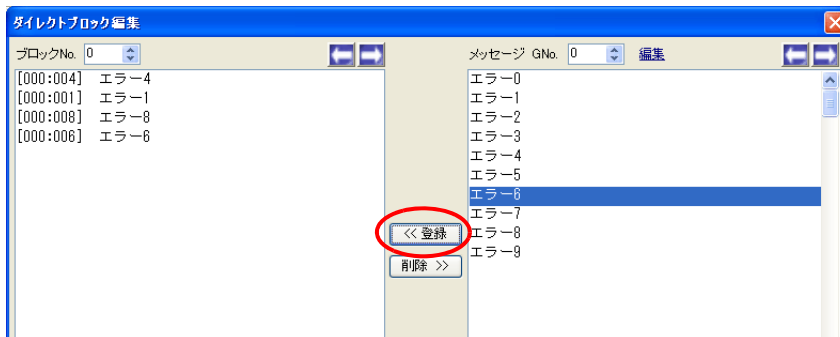 ダイレクトブロック編集
ブロックNo. 0
[000:004] エラー4
[000:001] エラー1
[000:008] エラー8
[000:006] エラー6
<< 登録
削除 >>
メッセージ GNo. 0 編集
エラー0
エラー1
エラー2
エラー3
エラー4
エラー5
エラー6
エラー7
エラー8
エラー9